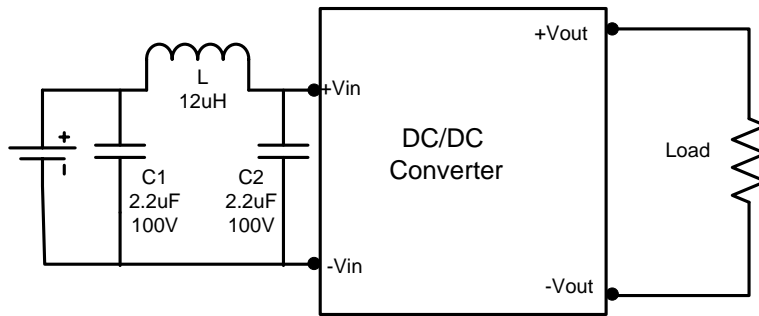 +Vout
L
12uH
+Vin
+
-
DC/DC
Converter
Load
C1
2.2uF
100V
C2
2.2uF
100V
-Vin
-Vout